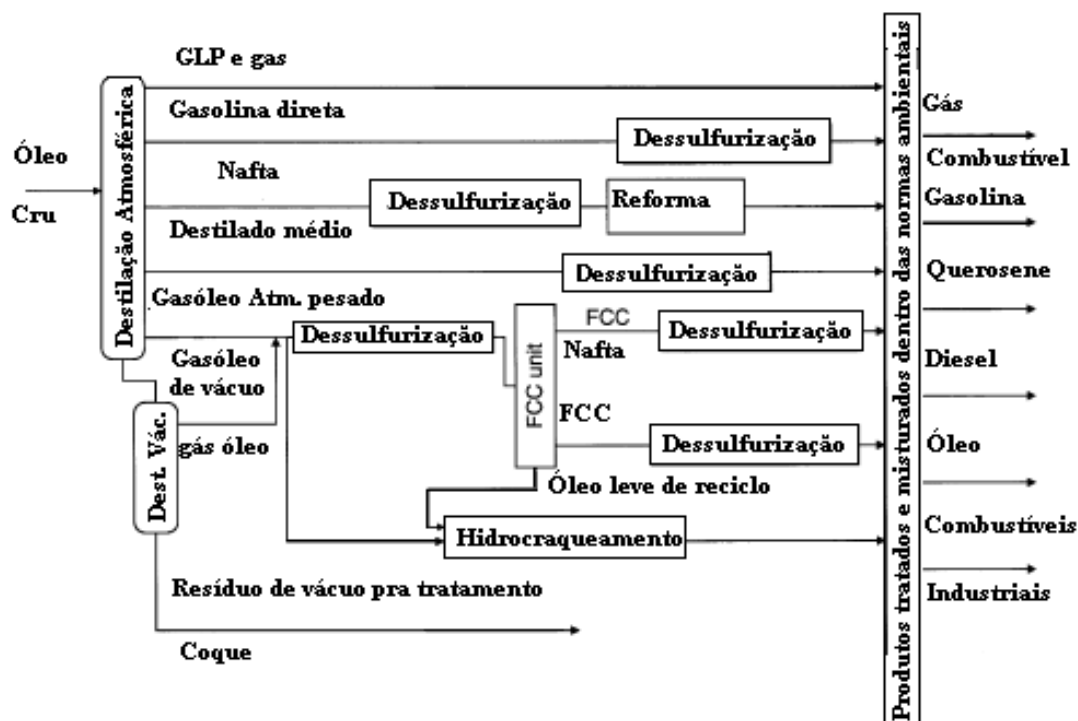 GLP e gas
Gasolina direta
Dessulfurização
Nafta
Dessulfurização
Reforma
Destilado médio
Dessulfurização
Gasóleo Atm. pesado
Dessulfurização
FCC
Nafta
Dessulfurização
Gasóleo
de vácuo
gás óleo
FCC unit
FCC
Dessulfurização
Óleo leve de reciclo
Hidrocraqueamento
Resíduo de vácuo pra tratamento
Coque
Óleo
Cru
Destilação Atmosférica
Dest. Vác.
Produtos tratados e misturados dentro das normas ambientais
Gás
Combustível
Gasolina
Querosene
Diesel
Óleo
Combustíveis
Industriais